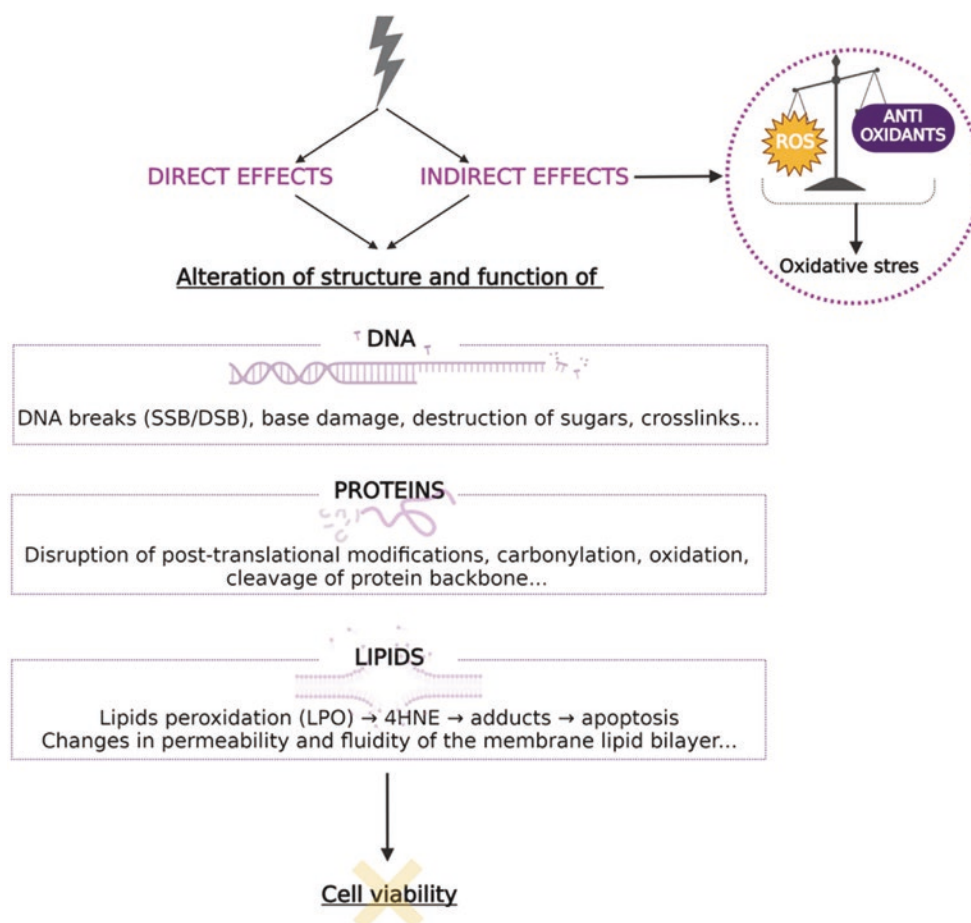 DIRECT EFFECTS
INDIRECT EFFECTS
ROS
ANTI
OXIDANTS
Oxidative stres
Alteration of structure and function of
DNA
DNA breaks (SSB/DSB), base damage, destruction of sugars, crosslinks...
PROTEINS
Disruption of post-translational modifications, carbonylation, oxidation,
cleavage of protein backbone...
LIPIDS
Lipids peroxidation (LPO) → 4HNE → adducts → apoptosis
Changes in permeability and fluidity of the membrane lipid bilayer...
Cell viability